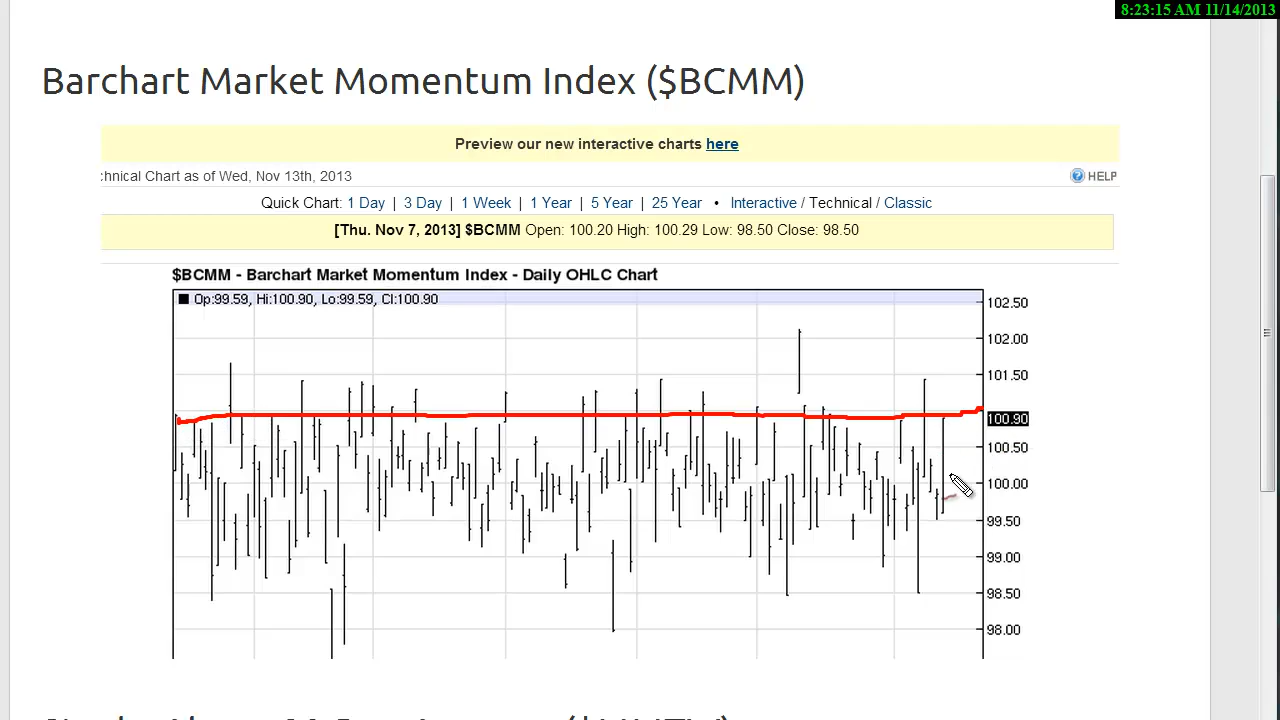 8:23:15 AM 11/14/2013
Barchart Market Momentum Index ($BCMM)
Preview our new interactive charts here
chnical Chart as of Wed, Nov 13th, 2013
HELP
Quick Chart: 1 Day | 3 Day | 1 Week | 1 Year | 5 Year | 25 Year • Interactive / Technical / Classic
[Thu. Nov 7, 2013] $BCMM Open: 100.20 High: 100.29 Low: 98.50 Close: 98.50
$BCMM - Barchart Market Momentum Index - Daily OHLC Chart
Op:99.59, Hi:100.90, Lo:99.59, Cl:100.90
102.50
102.00
101.50
100.90
100.50
100.00
99.50
99.00
98.50
98.00